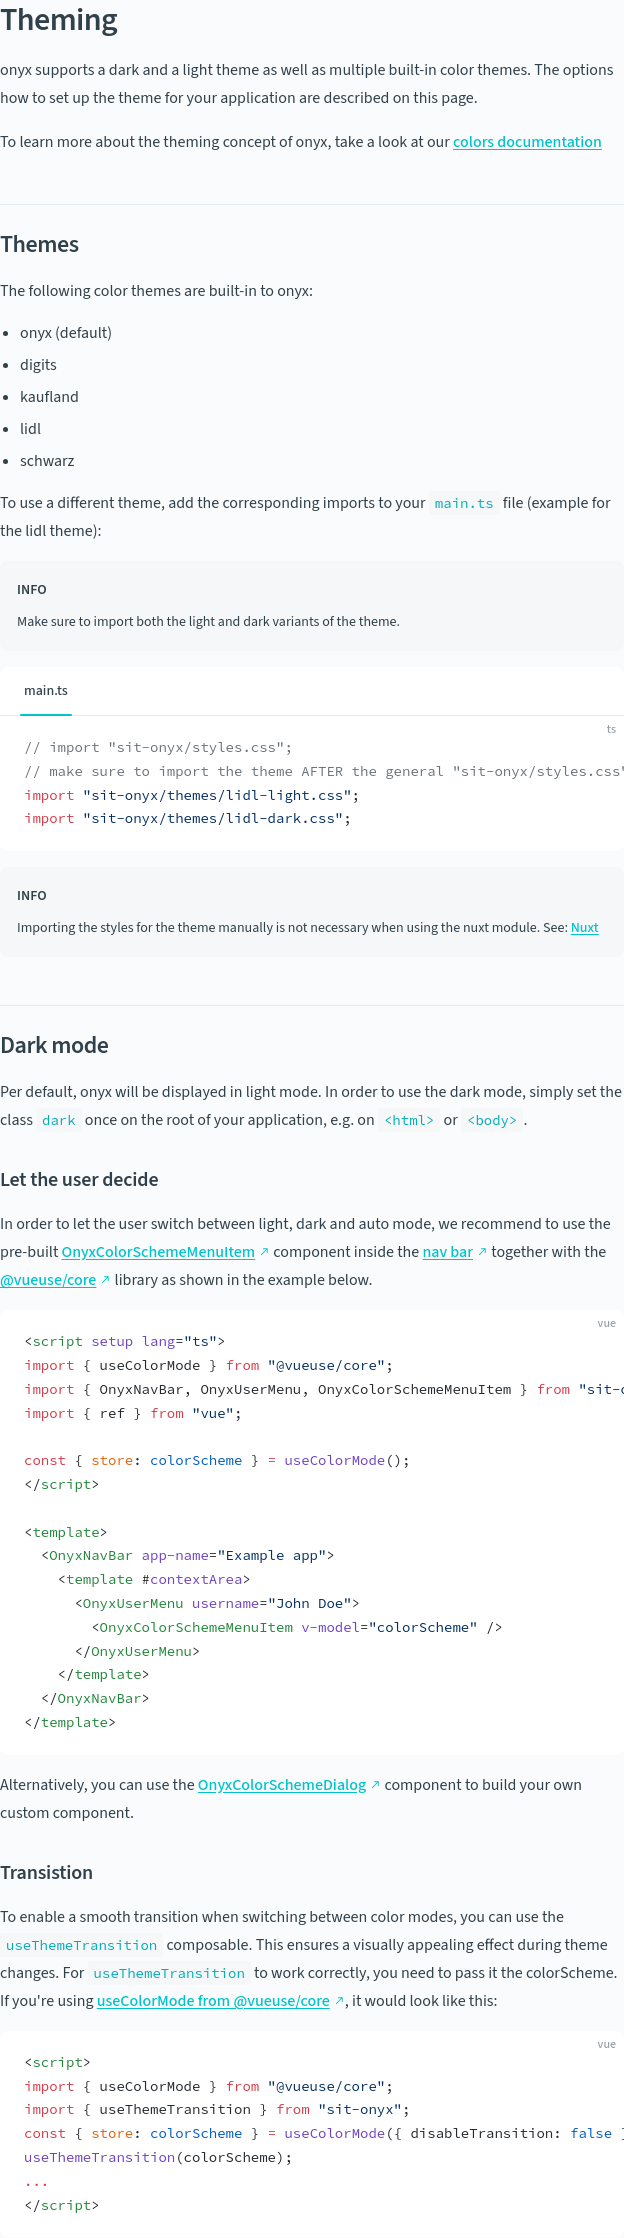 Theming
onyx supports a dark and a light theme as well as multiple built-in color themes. The options
how to set up the theme for your application are described on this page.
To learn more about the theming concept of onyx, take a look at our colors documentation
Themes
The following color themes are built-in to onyx:
• onyx (default)
• digits
• kaufland
• lidl
• schwarz
To use a different theme, add the corresponding imports to your main.ts file (example for
the lidl theme):
INFO
Make sure to import both the light and dark variants of the theme.
main.ts
ts
// import "sit-onyx/styles.css";
// make sure to import the theme AFTER the general "sit-onyx/styles.css"
import "sit-onyx/themes/lidl-light.css";
import "sit-onyx/themes/lidl-dark.css";
INFO
Importing the styles for the theme manually is not necessary when using the nuxt module. See: Nuxt
Dark mode
Per default, onyx will be displayed in light mode. In order to use the dark mode, simply set the
class dark once on the root of your application, e.g. on <html> or <body> .
Let the user decide
In order to let the user switch between light, dark and auto mode, we recommend to use the
pre-built OnyxColorSchemeMenuItem ↗ component inside the nav bar ↗ together with the
@vueuse/core ↗ library as shown in the example below.
vue
<script setup lang="ts">
import { useColorMode } from "@vueuse/core";
import { OnyxNavBar, OnyxUserMenu, OnyxColorSchemeMenuItem } from "sit-
import { ref } from "vue";
const { store: colorScheme } = useColorMode();
</script>
<template>
<OnyxNavBar app-name="Example app">
<template #contextArea>
<OnyxUserMenu username="John Doe">
<OnyxColorSchemeMenuItem v-model="colorScheme" />
</OnyxUserMenu>
</template>
</OnyxNavBar>
</template>
Alternatively, you can use the OnyxColorSchemeDialog ↗ component to build your own
custom component.
Transistion
To enable a smooth transition when switching between color modes, you can use the
useThemeTransition composable. This ensures a visually appealing effect during theme
changes. For useThemeTransition to work correctly, you need to pass it the colorScheme.
If you're using useColorMode from @vueuse/core ↗, it would look like this:
vue
<script>
import { useColorMode } from "@vueuse/core";
import { useThemeTransition } from "sit-onyx";
const { store: colorScheme } = useColorMode({ disableTransition: false }
useThemeTransition(colorScheme);
...
</script>